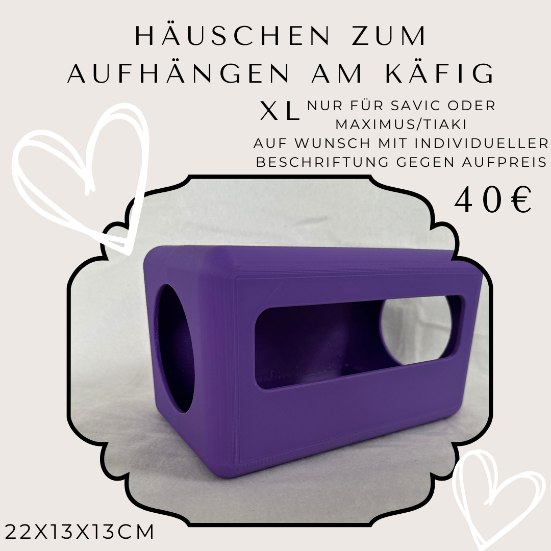 HÄUSCHEN ZUM
AUFHÄNGEN AM KÄFIG
XL NUR FÜR SAVIC ODER
MAXIMUS/TIAKI
AUF WUNSCH MIT INDIVIDUELLER
BESCHRIFTUNG GEGEN AUFPREIS
40€
22X13X13CM